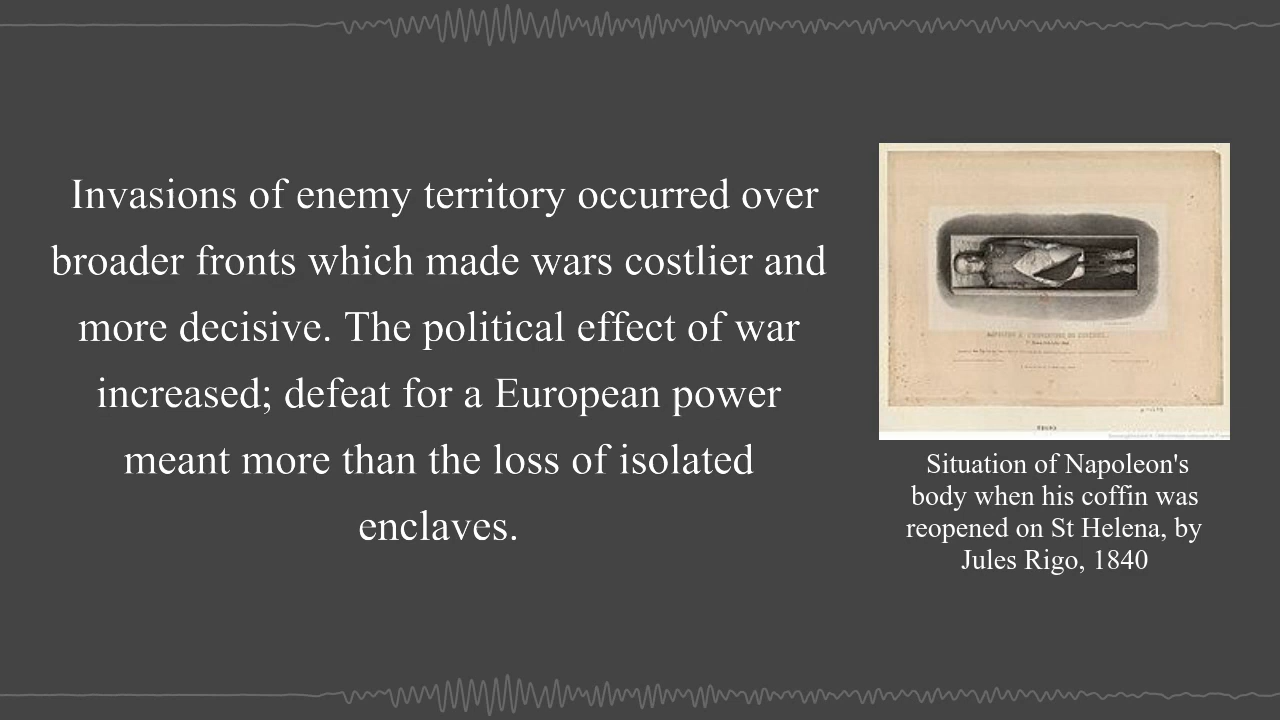 Invasions of enemy territory occurred over
broader fronts which made wars costlier and
more decisive. The political effect of war
increased; defeat for a European power
meant more than the loss of isolated
enclaves.
Situation of Napoleon's
body when his coffin was
reopened on St Helena, by
Jules Rigo, 1840